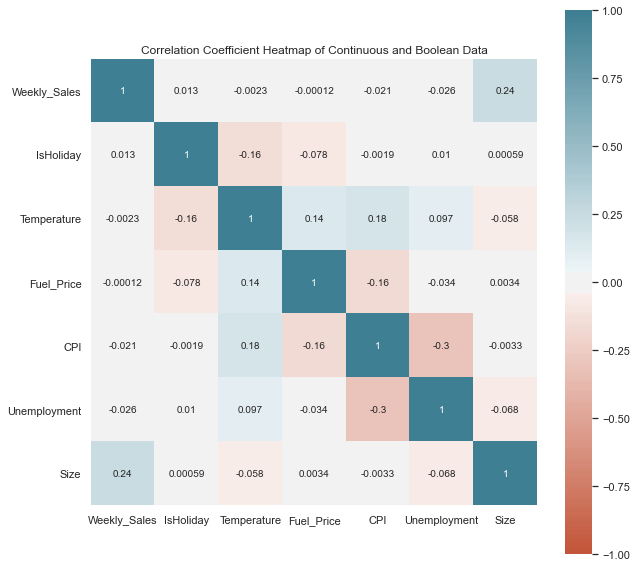 Correlation Coefficient Heatmap of Continuous and Boolean Data
Weekly_Sales 1 0.013 -0.0023 -0.00012 -0.021 -0.026 0.24
IsHoliday 0.013 1 -0.16 -0.078 -0.0019 0.01 0.00059
Temperature -0.0023 -0.16 1 0.14 0.18 0.097 -0.058
Fuel_Price -0.00012 -0.078 0.14 1 -0.16 -0.034 0.0034
CPI -0.021 -0.0019 0.18 -0.16 1 -0.3 -0.0033
Unemployment -0.026 0.01 0.097 -0.034 -0.3 1 -0.068
Size 0.24 0.00059 -0.058 0.0034 -0.0033 -0.068 1
Weekly_Sales IsHoliday Temperature Fuel_Price CPI Unemployment Size
1.00
0.75
0.50
0.25
0.00
−0.25
−0.50
−0.75
−1.00